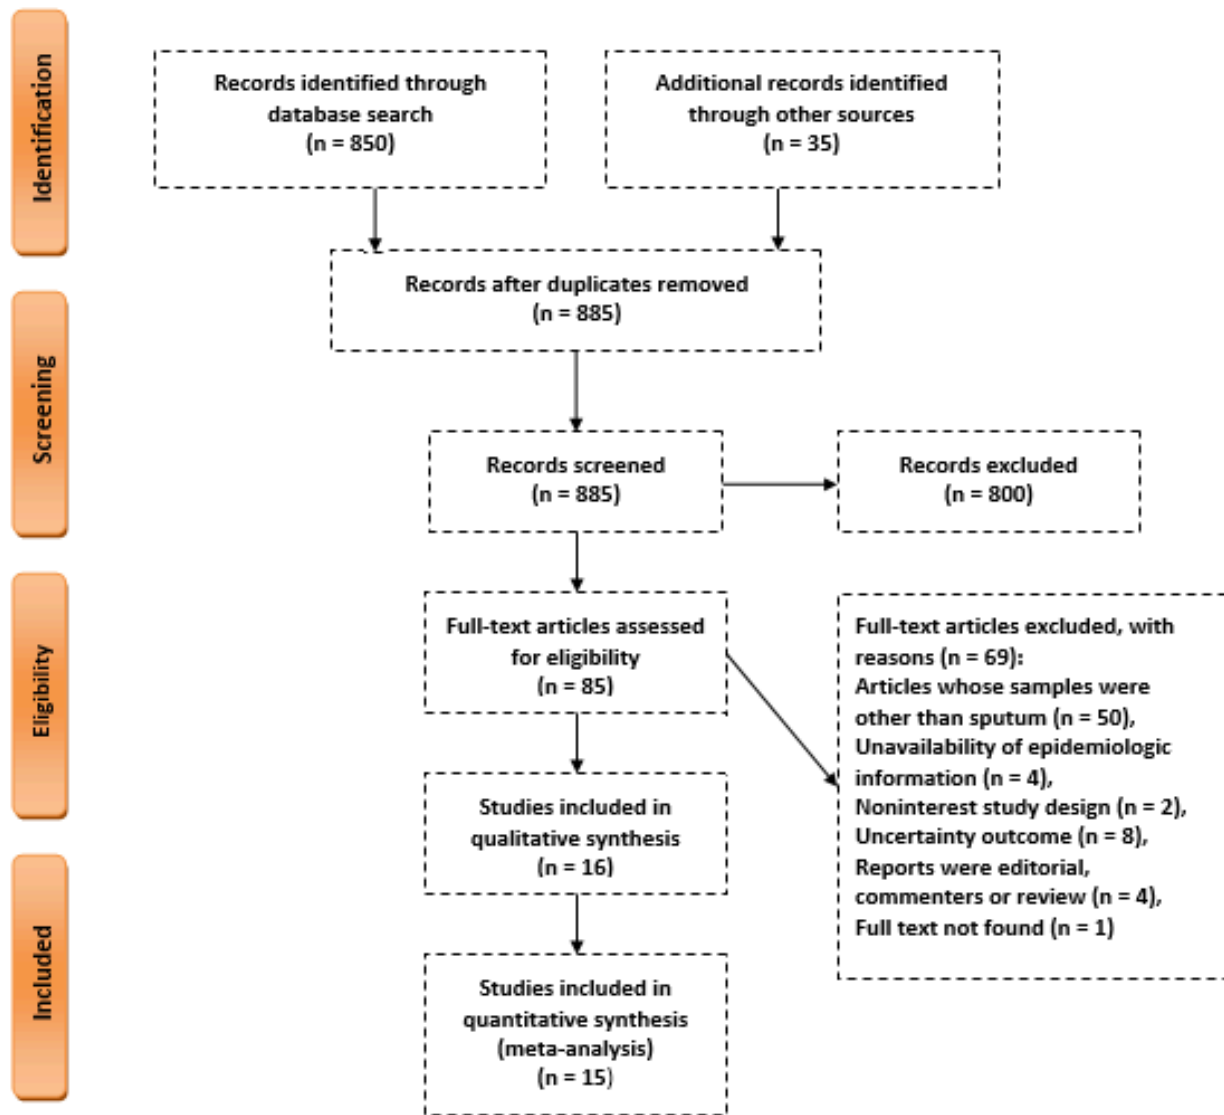 Identification
Records identified through
database search
(n = 850)
Additional records identified
through other sources
(n = 35)
Records after duplicates removed
(n = 885)
Screening
Records screened
(n = 885)
Records excluded
(n = 800)
Eligibility
Full-text articles assessed
for eligibility
(n = 85)
Full-text articles excluded, with
reasons (n = 69):
Articles whose samples were
other than sputum (n = 50),
Unavailability of epidemiologic
information (n = 4),
Noninterest study design (n = 2),
Uncertainty outcome (n = 8),
Reports were editorial,
commenters or review (n = 4),
Full text not found (n = 1)
Studies included in
qualitative synthesis
(n = 16)
Included
Studies included in
quantitative synthesis
(meta-analysis)
(n = 15)